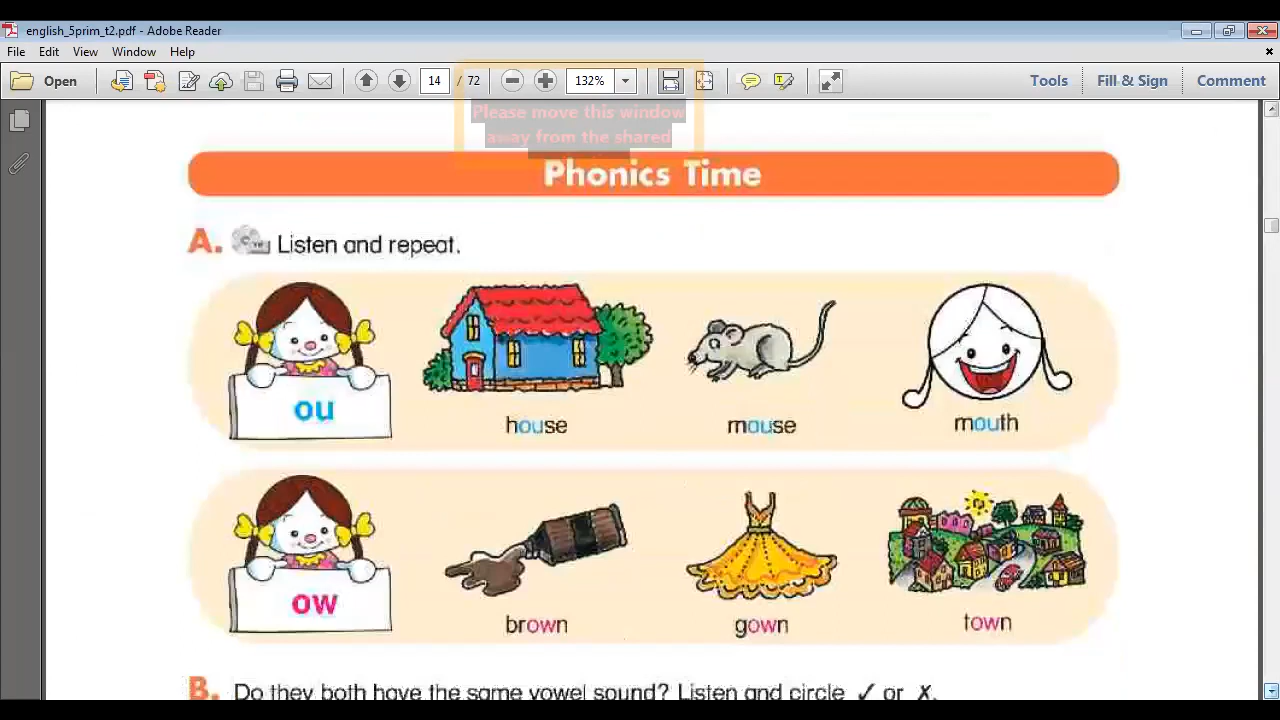 english_5prim_t2.pdf - Adobe Reader
File Edit View Window Help
Open 14 / 72 132% Tools Fill & Sign Comment
Please move this window
away from the shared
Phonics Time
A. Listen and repeat.
ou
house mouse mouth
ow
brown gown town
B. Do they both have the same vowel sound? Listen and circle ✓ or ✗.